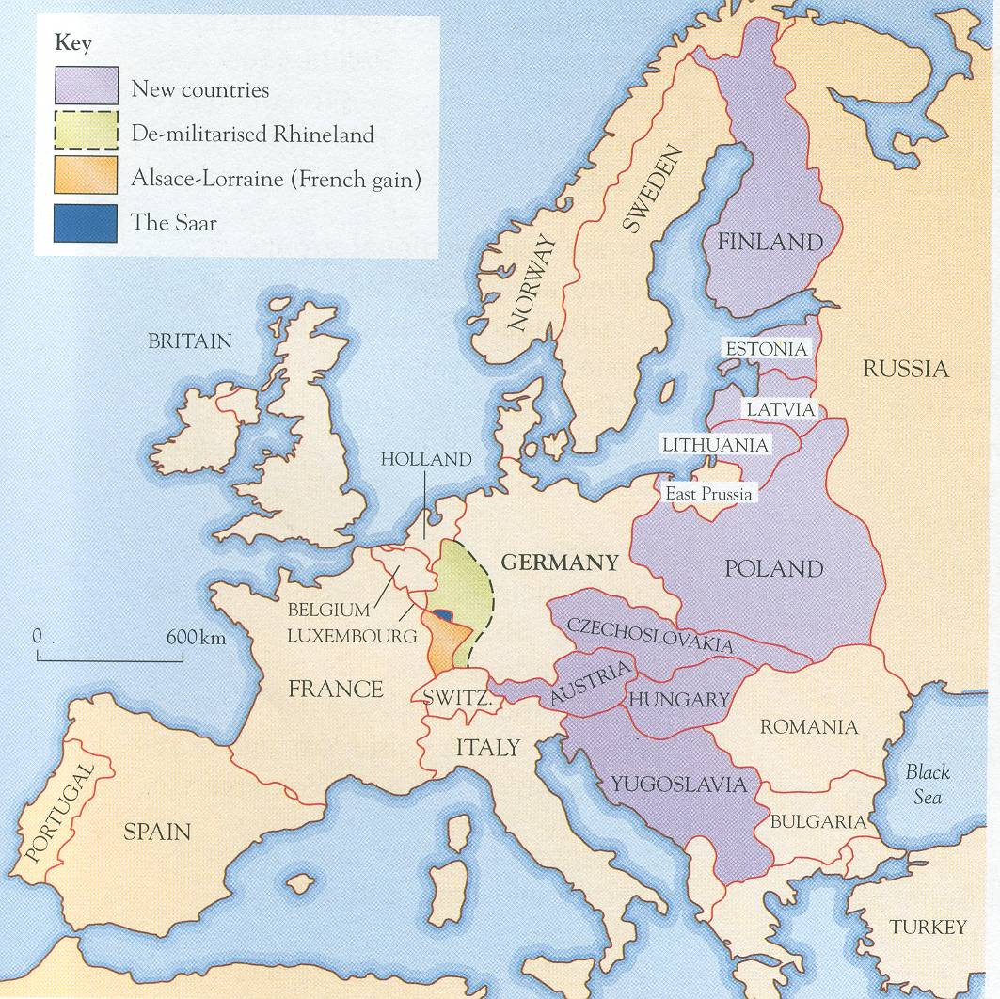 Key
New countries
De-militarised Rhineland
Alsace-Lorraine (French gain)
The Saar
NORWAY
SWEDEN
FINLAND
BRITAIN
ESTONIA
RUSSIA
LATVIA
LITHUANIA
HOLLAND
East Prussia
GERMANY
POLAND
BELGIUM
LUXEMBOURG
CZECHOSLOVAKIA
0 600km
FRANCE
SWITZ.
AUSTRIA
HUNGARY
ROMANIA
ITALY
YUGOSLAVIA
Black
Sea
PORTUGAL
SPAIN
BULGARIA
TURKEY